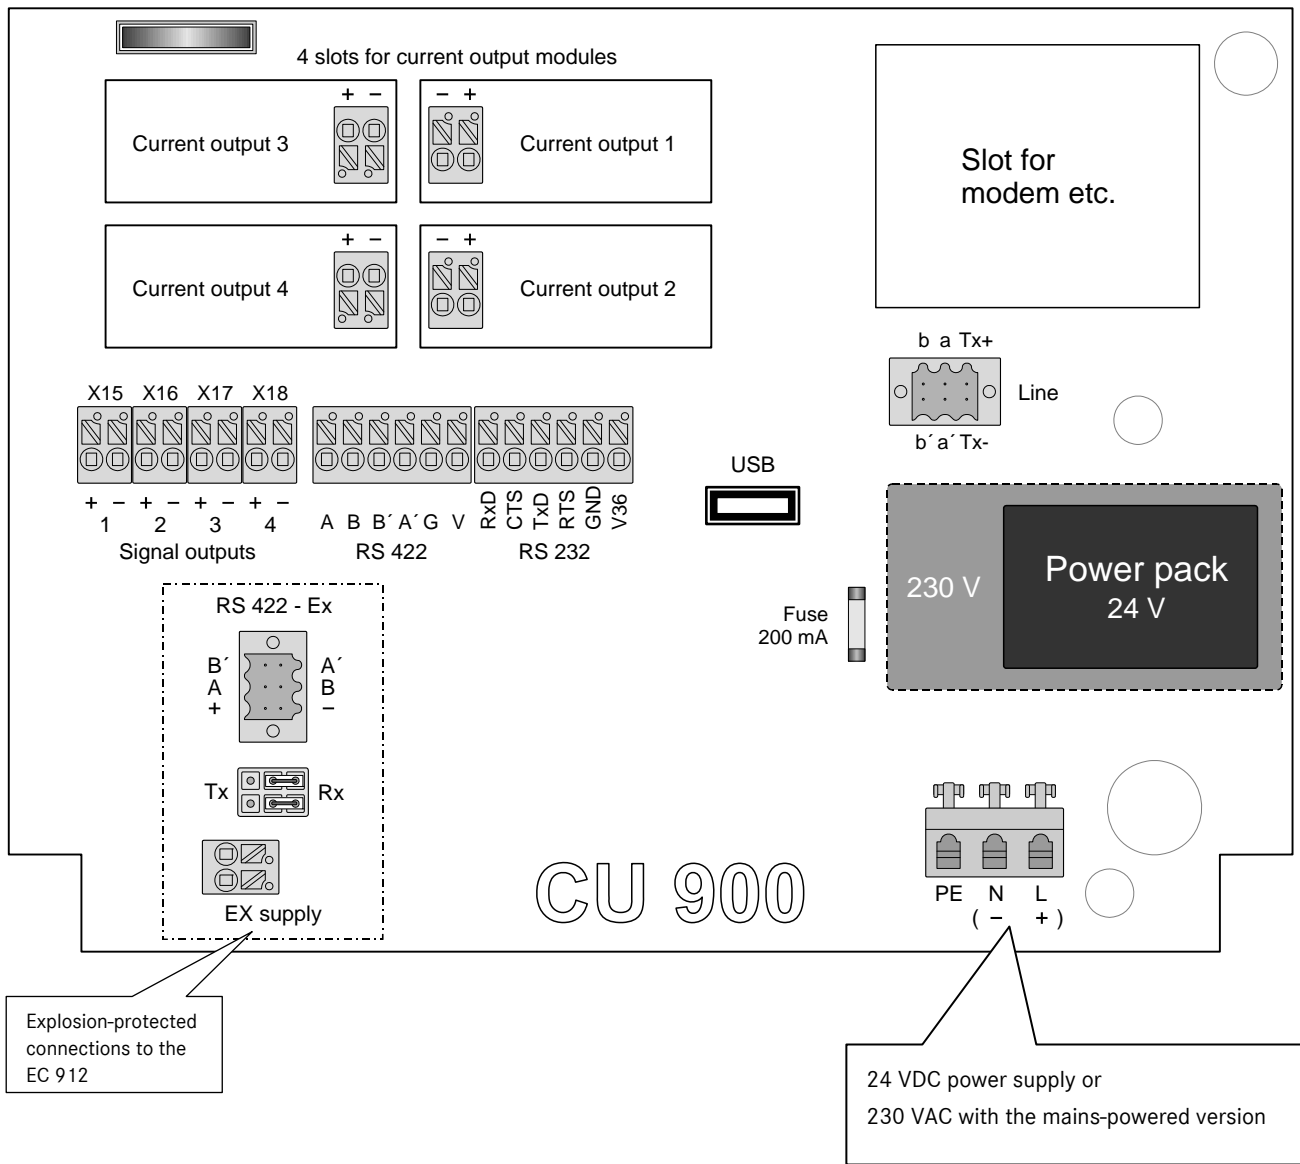 4 slots for current output modules
+ − − +
Current output 3
Current output 1
Slot for
modem etc.
+ − − +
Current output 4
Current output 2
b a Tx+
Line
b´ a´ Tx-
X15 X16 X17 X18
+ − + − + − + −
1 2 3 4
Signal outputs
A B B´ A´ G V
RS 422
RxD
CTS
TxD
RTS
GND
V36
RS 232
USB
Fuse
200 mA
230 V
Power pack
24 V
RS 422 - Ex
B´ A´
A B
+ −
Tx Rx
EX supply
CU 900
PE N L
( − + )
Explosion-protected
connections to the
EC 912
24 VDC power supply or
230 VAC with the mains-powered version